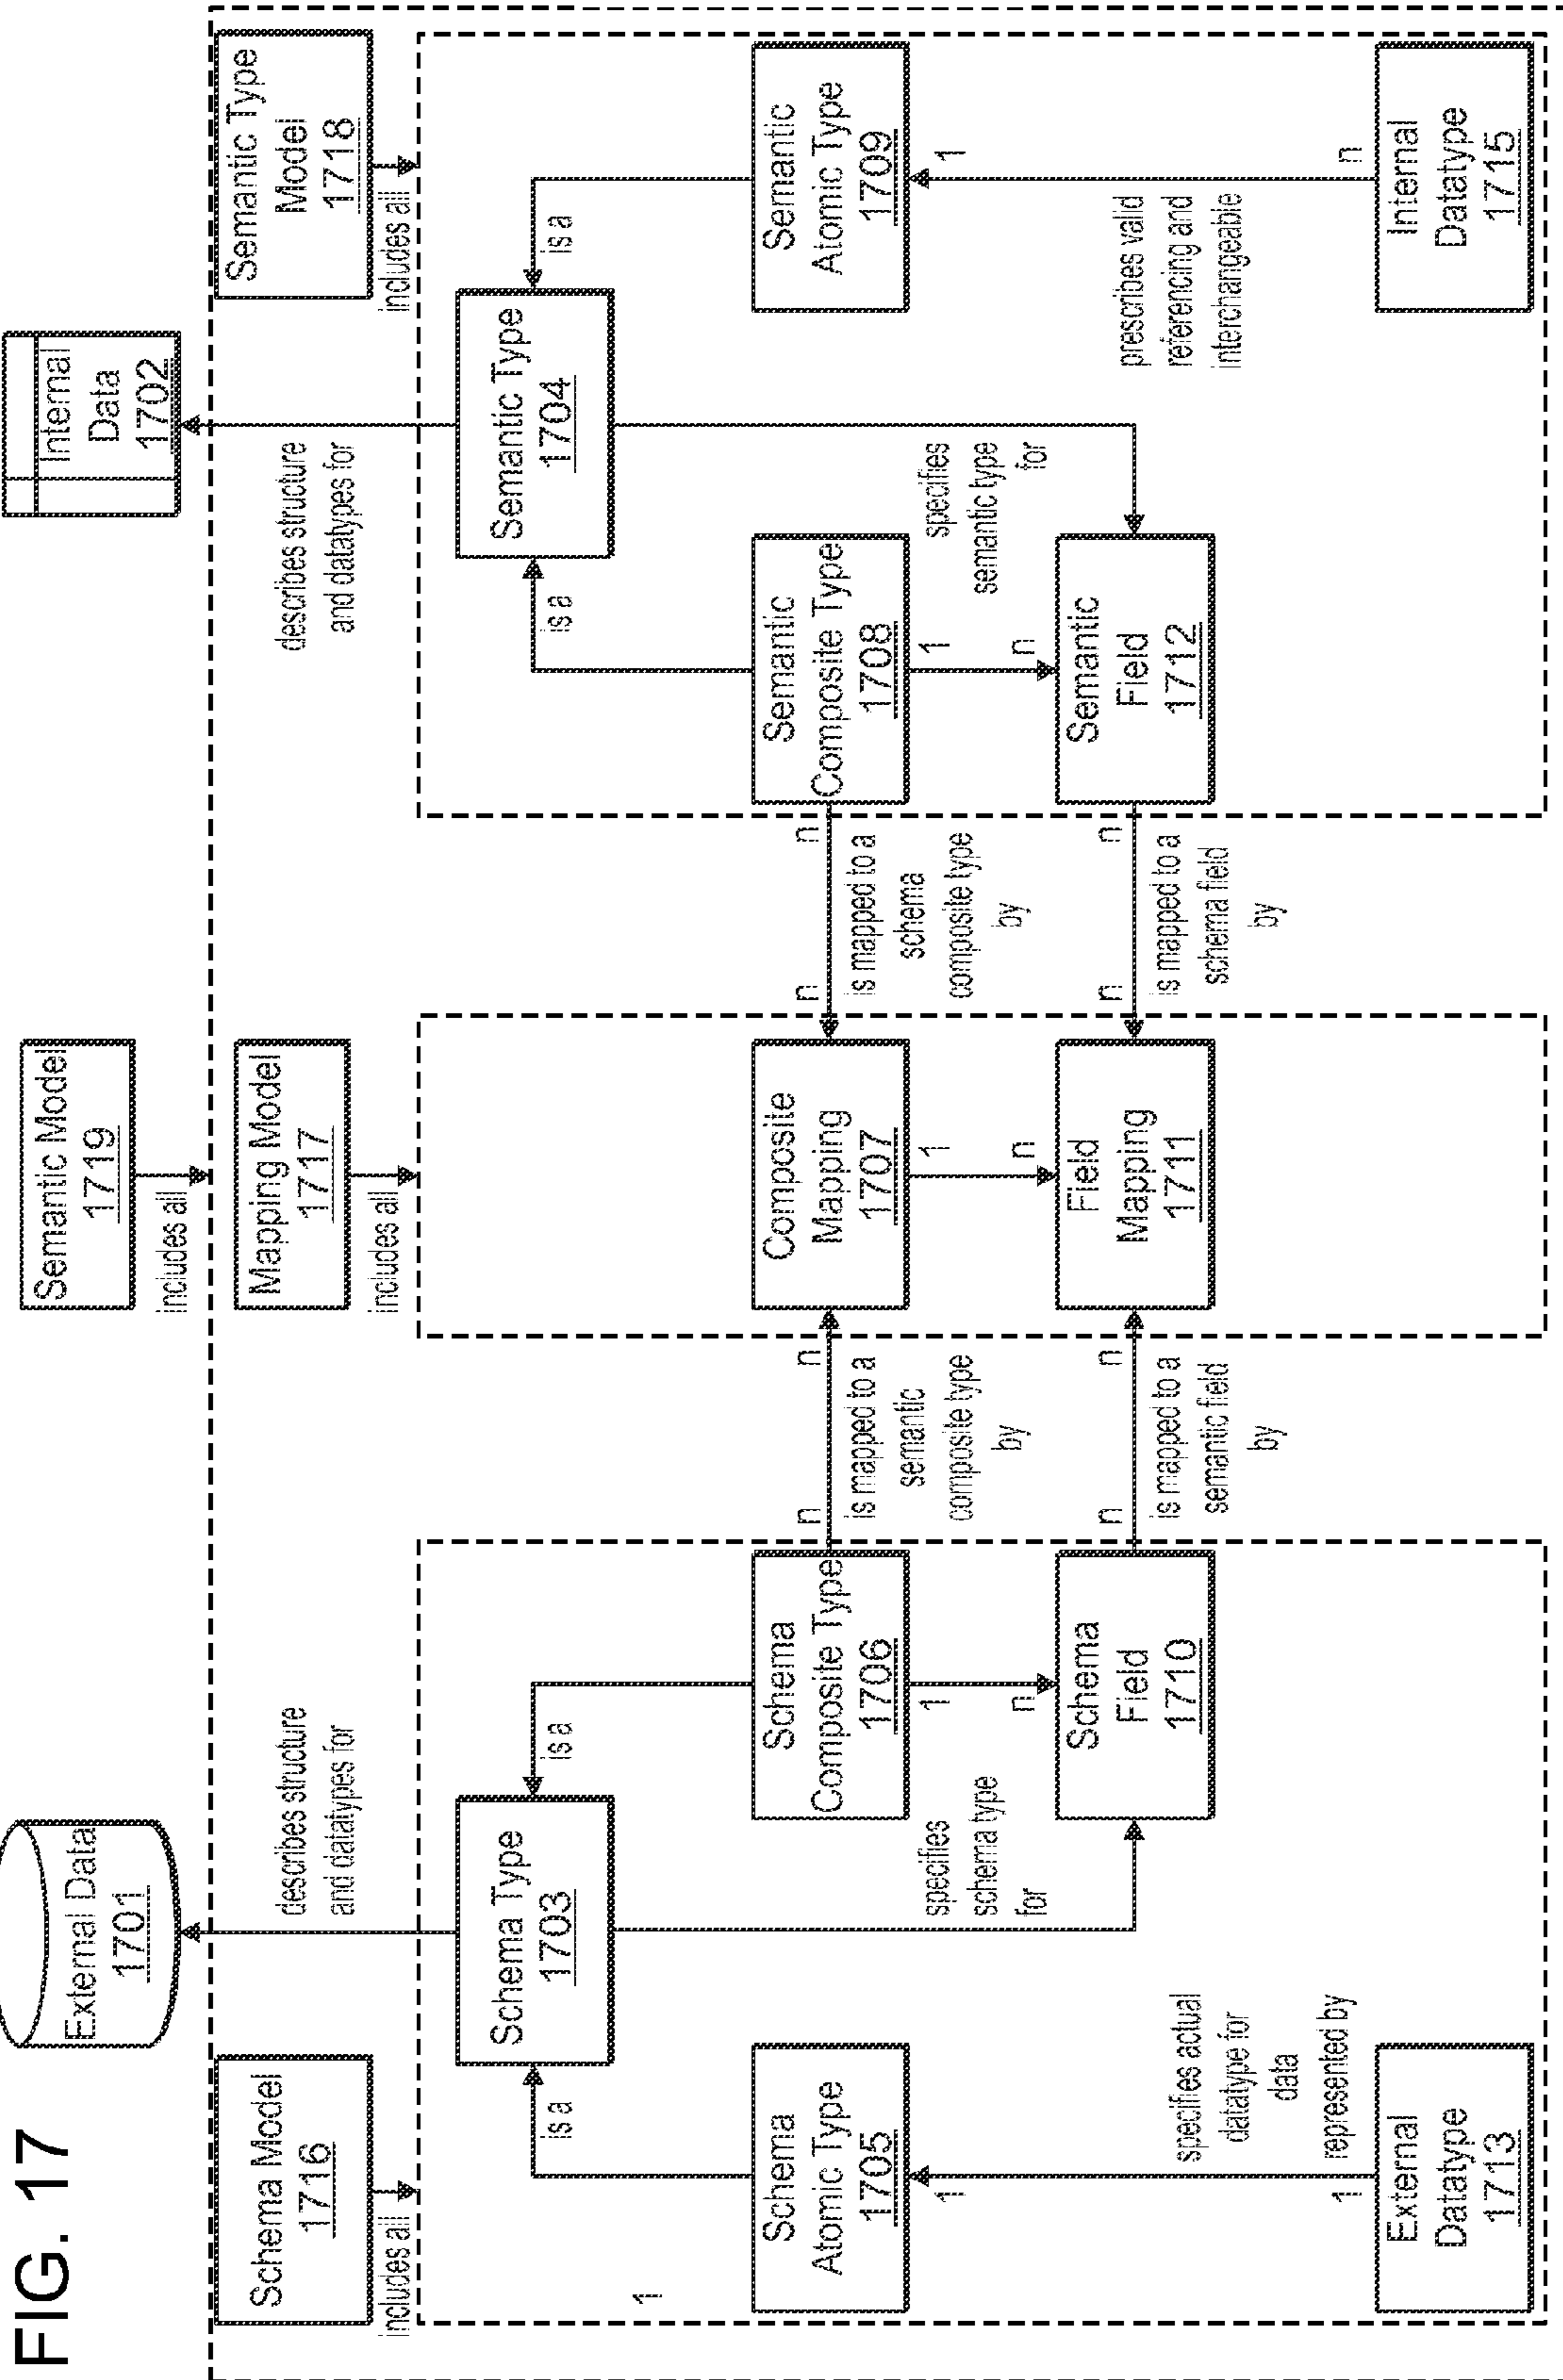 FIG. 17
External Data
1701
Internal
Data
1702
Semantic Model
1719
includes all
Schema Model
1716
includes all
describes structure
and datatypes for
Mapping Model
1717
includes all
describes structure
and datatypes for
Semantic Type
Model
1718
includes all
Schema Type
1703
Semantic Type
1704
is a
is a
is a
is a
1
Schema
Atomic Type
1705
Schema
Composite Type
1706
n
n
is mapped to a
semantic
composite type
by
Composite
Mapping
1707
n
n
is mapped to a
schema
composite type
by
Semantic
Composite Type
1708
Semantic
Atomic Type
1709
1
specifies
schema type
for
1
n
1
n
1
n
specifies
semantic type
for
1
Schema
Field
1710
n
n
is mapped to a
semantic field
by
Field
Mapping
1711
n
n
is mapped to a
schema field
by
Semantic
Field
1712
specifies actual
datatype for
data
represented by
1
prescribes valid
referencing and
interchangeable
n
External
Datatype
1713
Internal
Datatype
1715